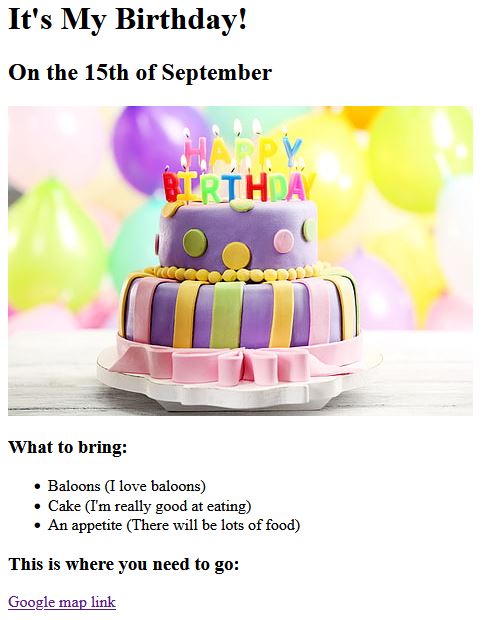 It's My Birthday!
On the 15th of September
HAPPY
BIRTHDAY
What to bring:
Baloons (I love baloons)
Cake (I'm really good at eating)
An appetite (There will be lots of food)
This is where you need to go:
Google map link